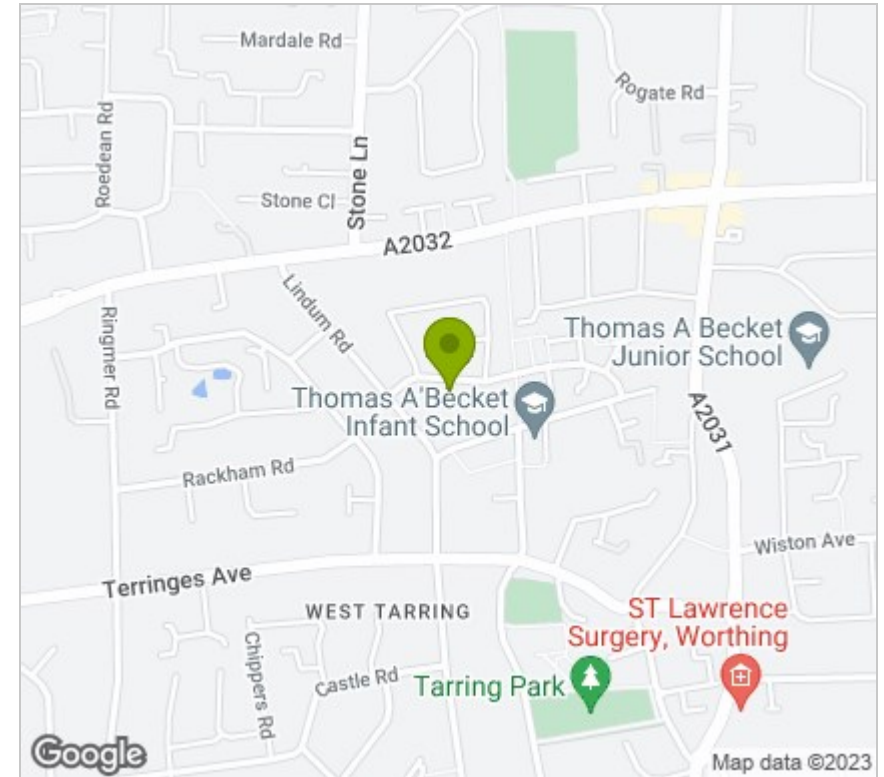 Mardale Rd
Rogate Rd
Roedean Rd
Stone Ln
Stone Cl
A2032
Lindum Rd
Ringmer Rd
Thomas A Becket
Junior School
Thomas A'Becket
Infant School
A2031
Rackham Rd
Wiston Ave
Terringes Ave
WEST TARRING
ST Lawrence
Surgery, Worthing
Chippers Rd
Castle Rd
Tarring Park
Google
Map data ©2023